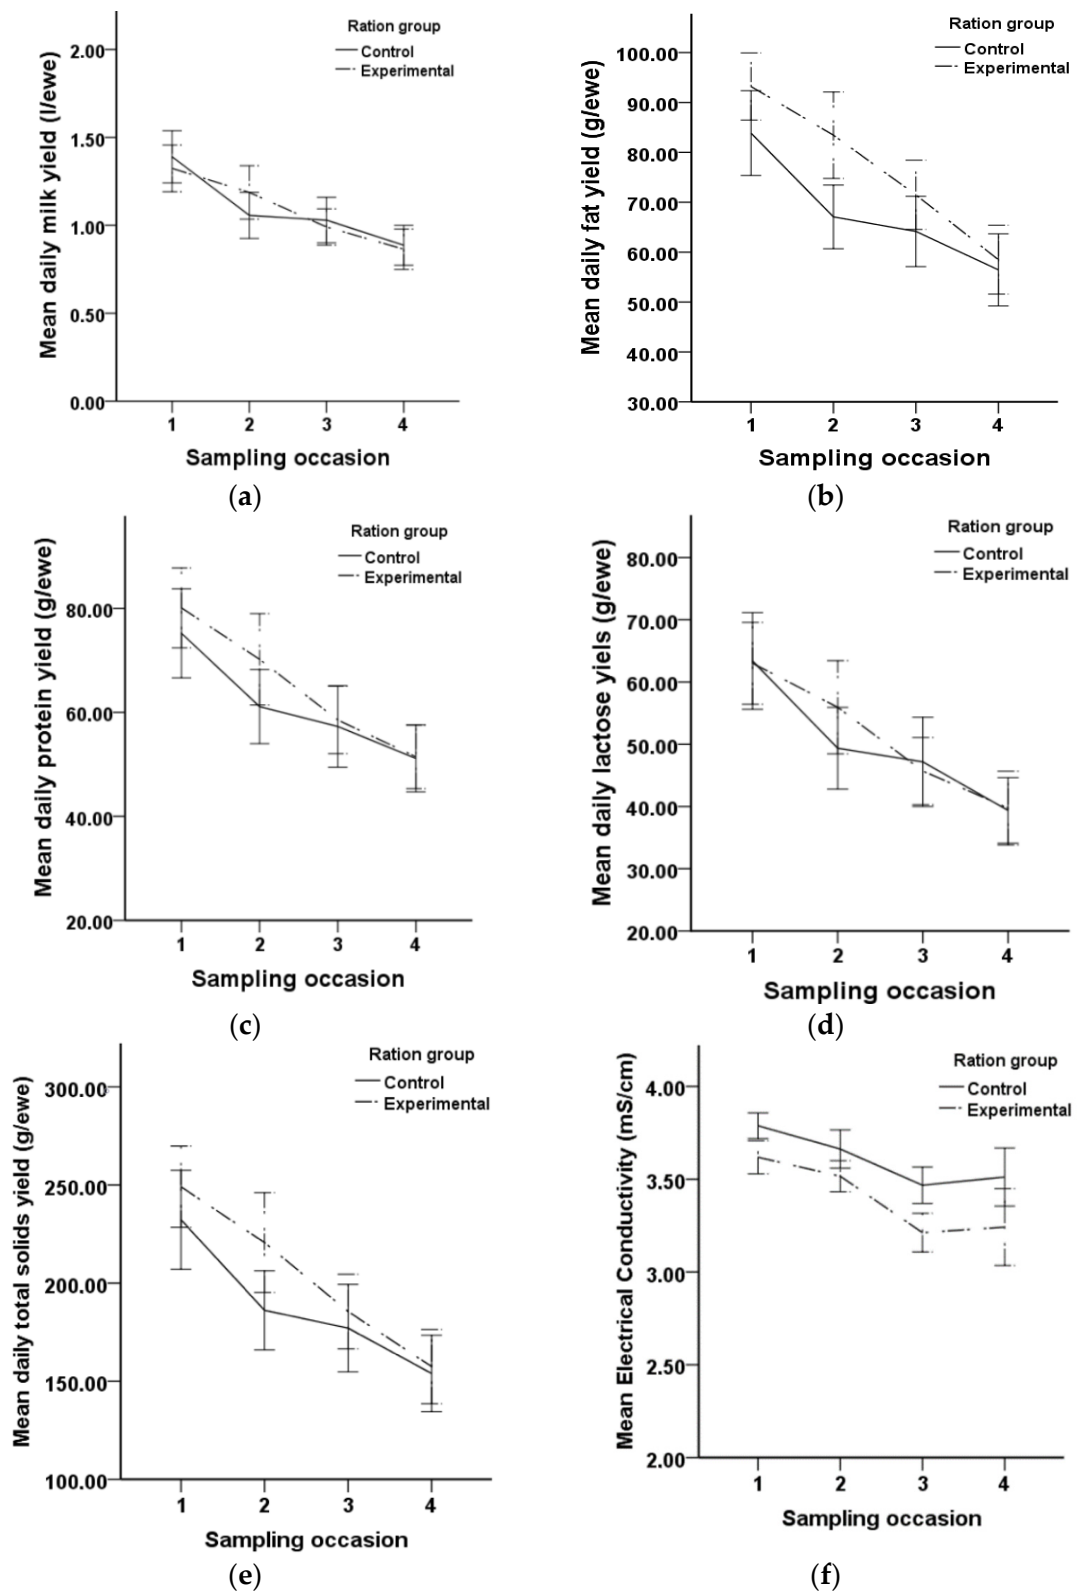 Ration group
Control
Experimental
Mean daily milk yield (l/ewe)
2.00
1.50
1.00
0.50
0.00
1 2 3 4
Sampling occasion
(a)
Ration group
Control
Experimental
Mean daily fat yield (g/ewe)
100.00
90.00
80.00
70.00
60.00
50.00
40.00
30.00
1 2 3 4
Sampling occasion
(b)
Ration group
Control
Experimental
Mean daily protein yield (g/ewe)
80.00
60.00
40.00
20.00
1 2 3 4
Sampling occasion
(c)
Ration group
Control
Experimental
Mean daily lactose yiels (g/ewe)
80.00
70.00
60.00
50.00
40.00
30.00
20.00
1 2 3 4
Sampling occasion
(d)
Ration group
Control
Experimental
Mean daily total solids yield (g/ewe)
300.00
250.00
200.00
150.00
100.00
1 2 3 4
Sampling occasion
(e)
Ration group
Control
Experimental
Mean Electrical Conductivity (mS/cm)
4.00
3.50
3.00
2.50
2.00
1 2 3 4
Sampling occasion
(f)